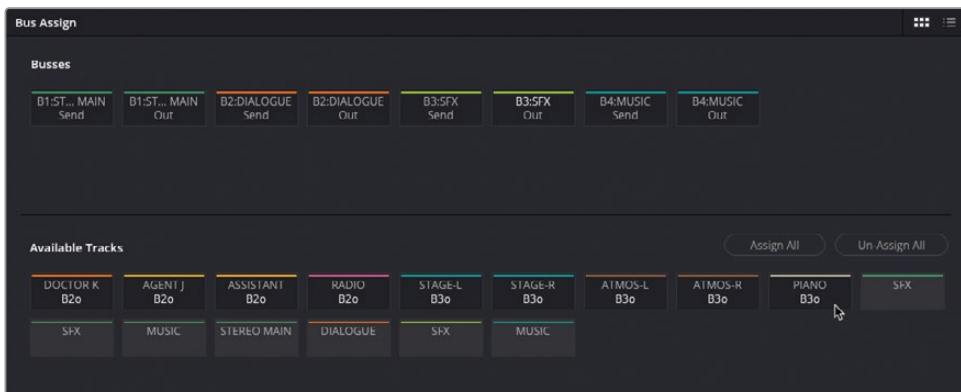 Bus Assign
Busses
B1:ST... MAIN Send
B1:ST... MAIN Out
B2:DIALOGUE Send
B2:DIALOGUE Out
B3:SFX Send
B3:SFX Out
B4:MUSIC Send
B4:MUSIC Out
Available Tracks
Assign All
Un-Assign All
DOCTOR K B2o
AGENT J B2o
ASSISTANT B2o
RADIO B2o
STAGE-L B3o
STAGE-R B3o
ATMOS-L B3o
ATMOS-R B3o
PIANO B3o
SFX
SFX
MUSIC
STEREO MAIN
DIALOGUE
SFX
MUSIC